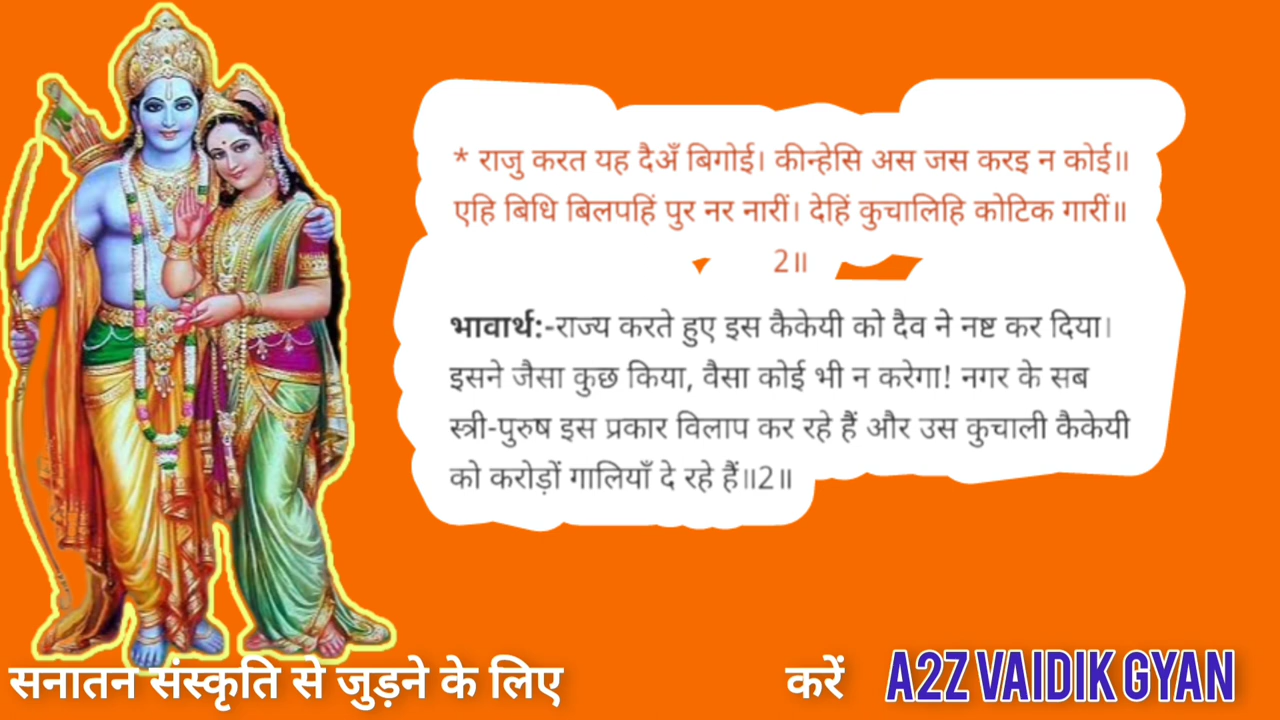 * राजु करत यह दैअँ बिगोई। कीन्हेसि अस जस करइ न कोई॥
एहि बिधि बिलपहिं पुर नर नारीं। देहिं कुचालिहि कोटिक गारीं॥
2॥
भावार्थ:-राज्य करते हुए इस कैकेयी को दैव ने नष्ट कर दिया।
इसने जैसा कुछ किया, वैसा कोई भी न करेगा! नगर के सब
स्त्री-पुरुष इस प्रकार विलाप कर रहे हैं और उस कुचाली कैकेयी
को करोड़ों गालियाँ दे रहे हैं॥2॥
सनातन संस्कृति से जुड़ने के लिए करें A2Z VAIDIK GYAN